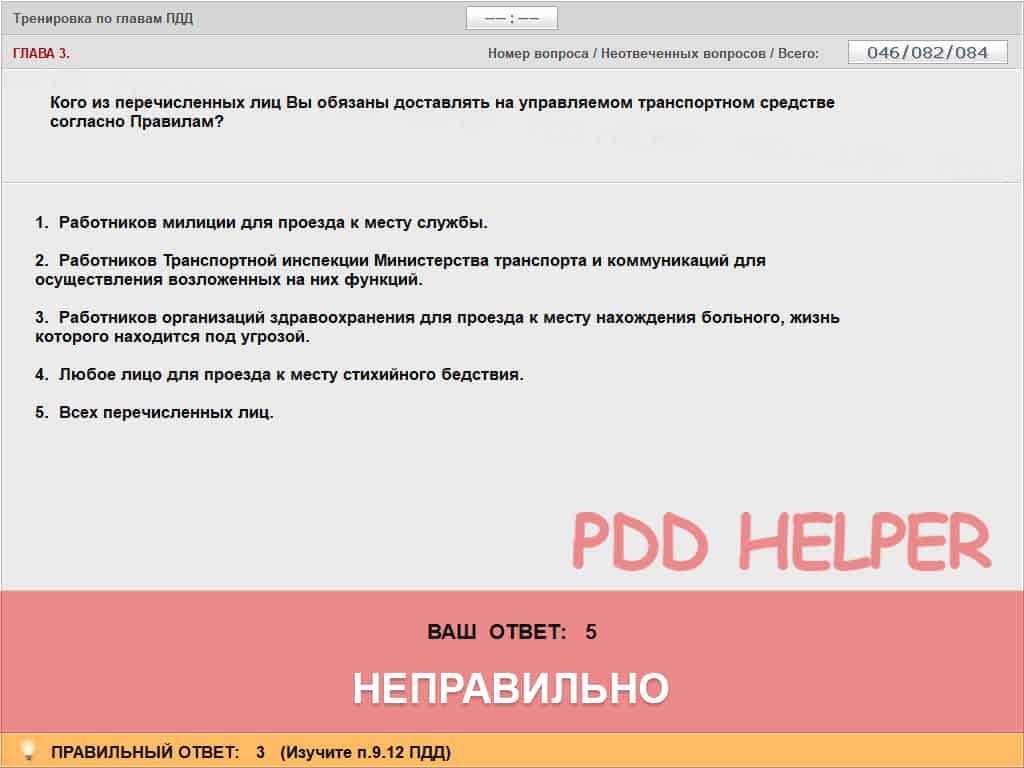 Тренировка по главам ПДД
——:——
ГЛАВА 3.
Номер вопроса / Неотвеченных вопросов / Всего:
046/082/084
Кого из перечисленных лиц Вы обязаны доставлять на управляемом транспортном средстве
согласно Правилам?
1. Работников милиции для проезда к месту службы.
2. Работников Транспортной инспекции Министерства транспорта и коммуникаций для
осуществления возложенных на них функций.
3. Работников организаций здравоохранения для проезда к месту нахождения больного, жизнь
которого находится под угрозой.
4. Любое лицо для проезда к месту стихийного бедствия.
5. Всех перечисленных лиц.
PDD HELPER
ВАШ ОТВЕТ: 5
НЕПРАВИЛЬНО
ПРАВИЛЬНЫЙ ОТВЕТ: 3 (Изучите п.9.12 ПДД)